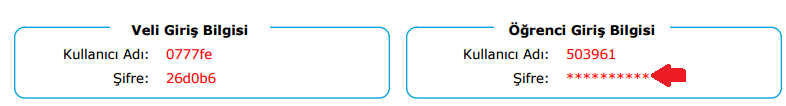 Veli Giriş Bilgisi
Kullanıcı Adı: 0777fe
Şifre: 26d0b6
Öğrenci Giriş Bilgisi
Kullanıcı Adı: 503961
Şifre: **********